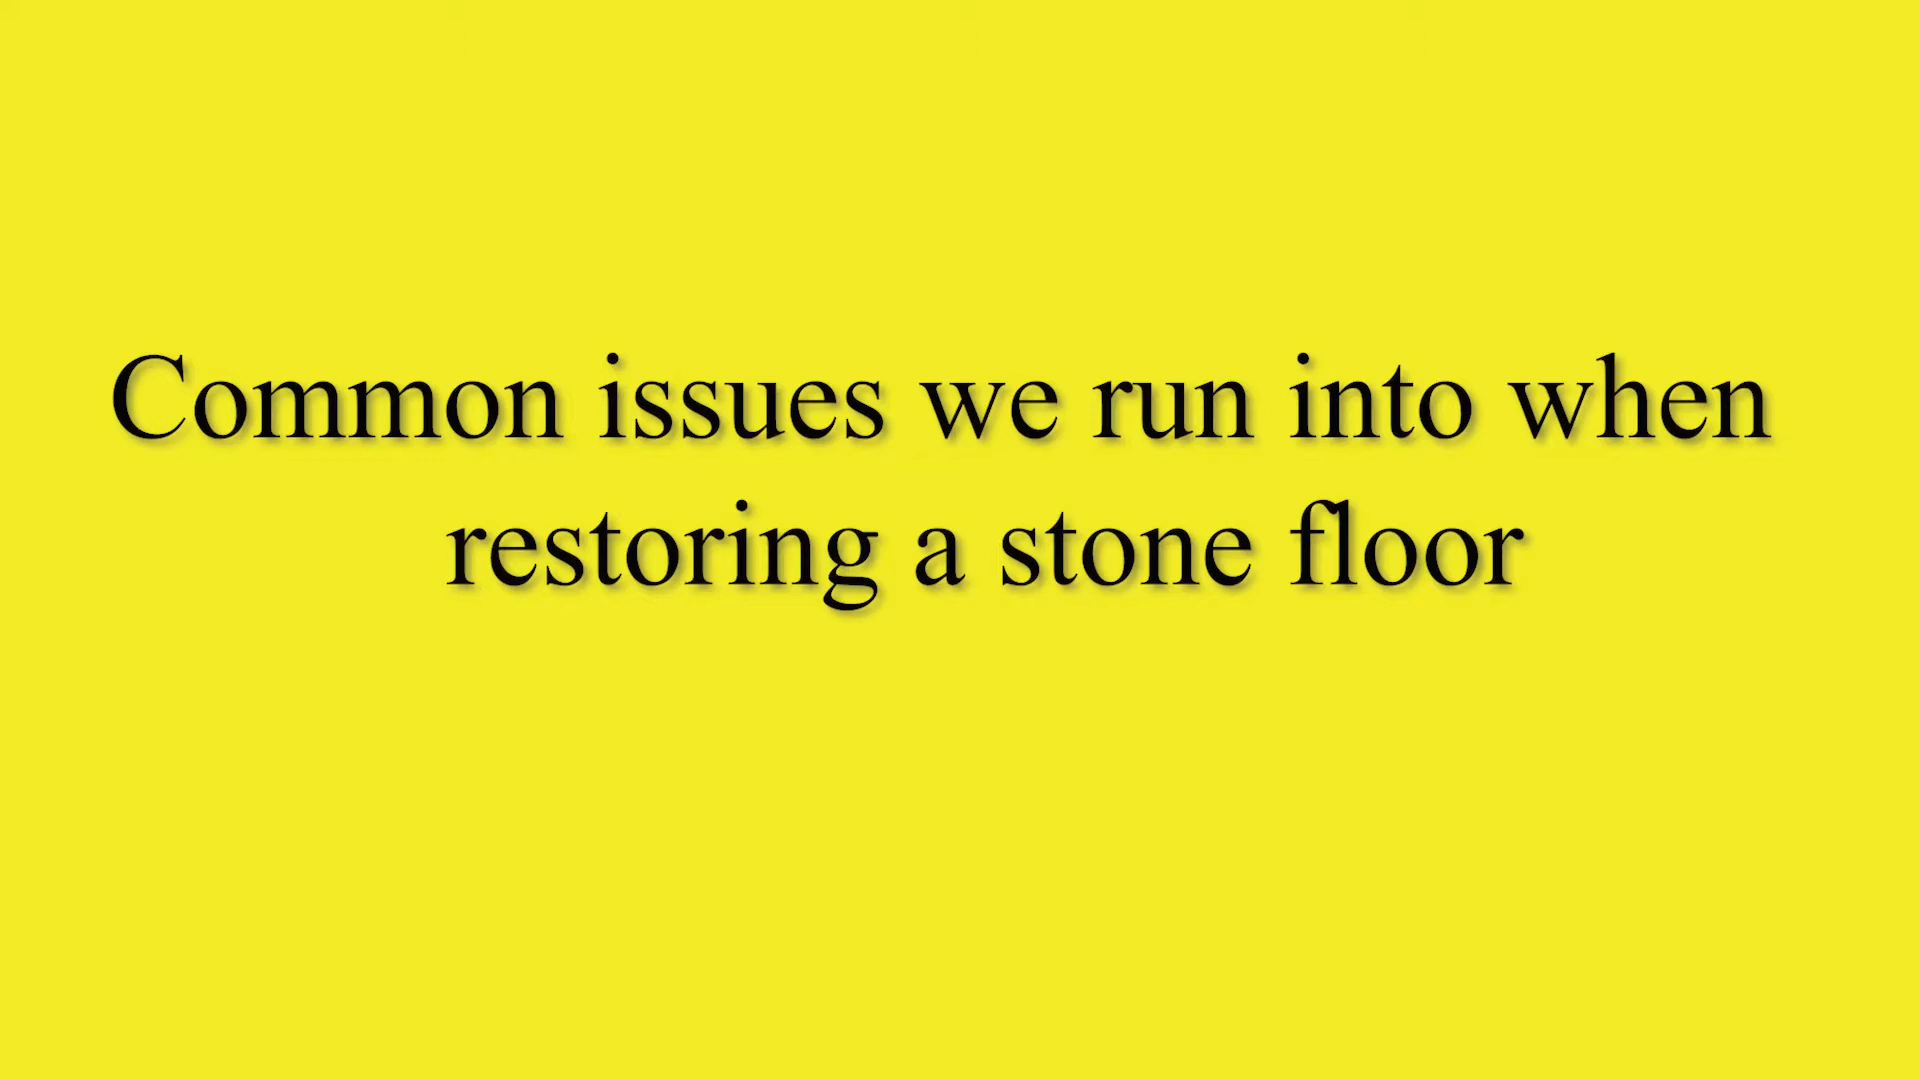 Common issues we run into when
restoring a stone floor